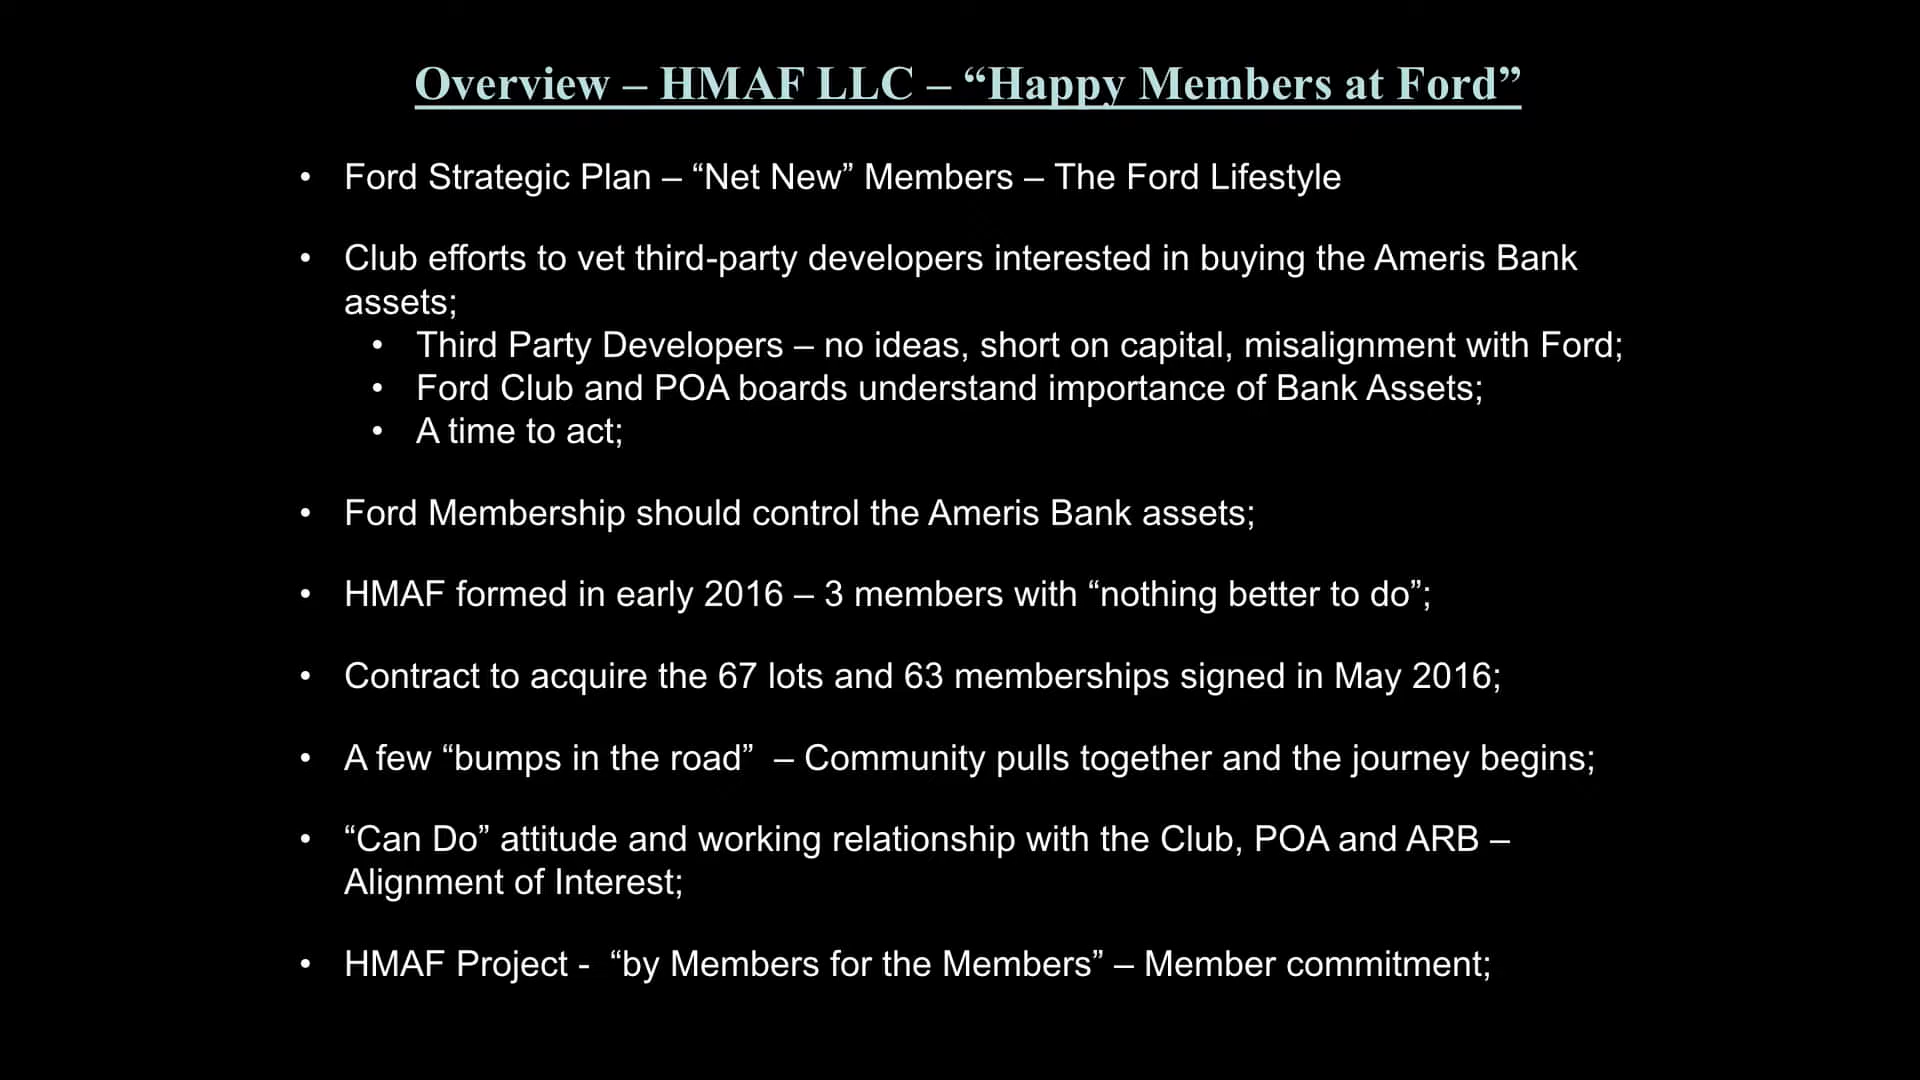 Overview – HMAF LLC – “Happy Members at Ford”
• Ford Strategic Plan – “Net New” Members – The Ford Lifestyle
• Club efforts to vet third-party developers interested in buying the Ameris Bank
assets;
• Third Party Developers – no ideas, short on capital, misalignment with Ford;
• Ford Club and POA boards understand importance of Bank Assets;
• A time to act;
• Ford Membership should control the Ameris Bank assets;
• HMAF formed in early 2016 – 3 members with “nothing better to do”;
• Contract to acquire the 67 lots and 63 memberships signed in May 2016;
• A few “bumps in the road”  – Community pulls together and the journey begins;
• “Can Do” attitude and working relationship with the Club, POA and ARB –
Alignment of Interest;
• HMAF Project -  “by Members for the Members” – Member commitment;